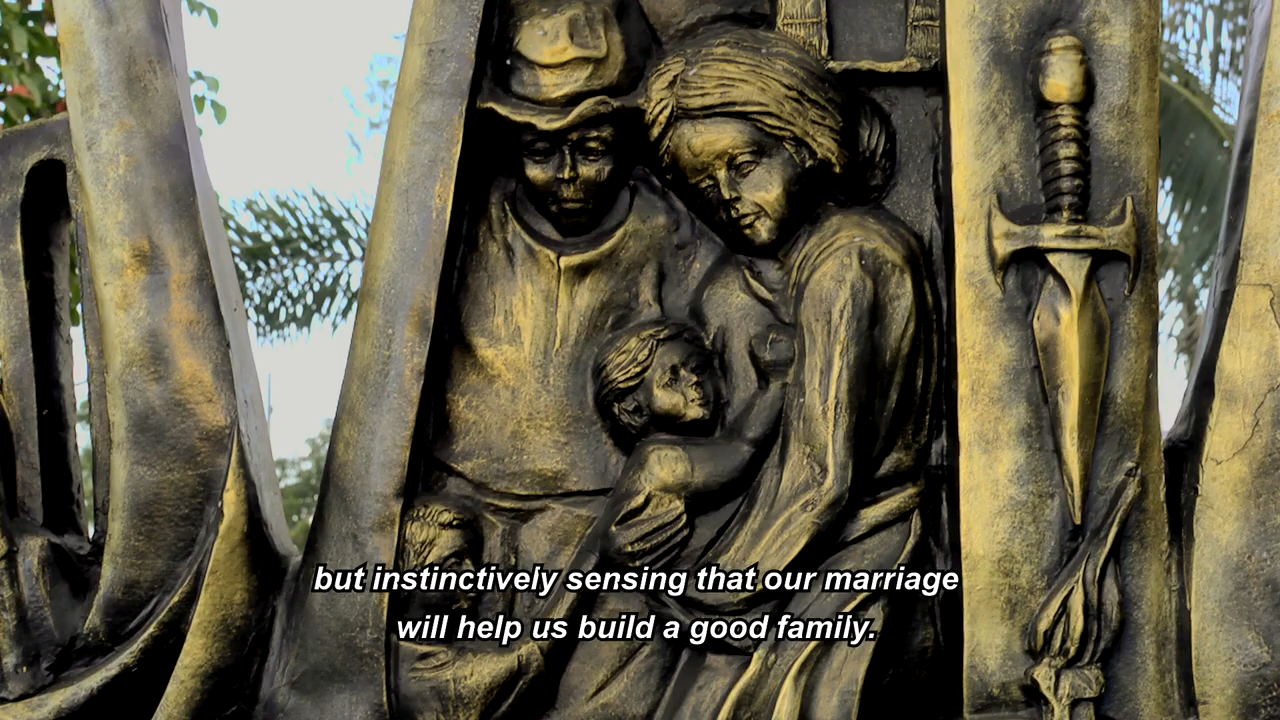 but instinctively sensing that our marriage
will help us build a good family.